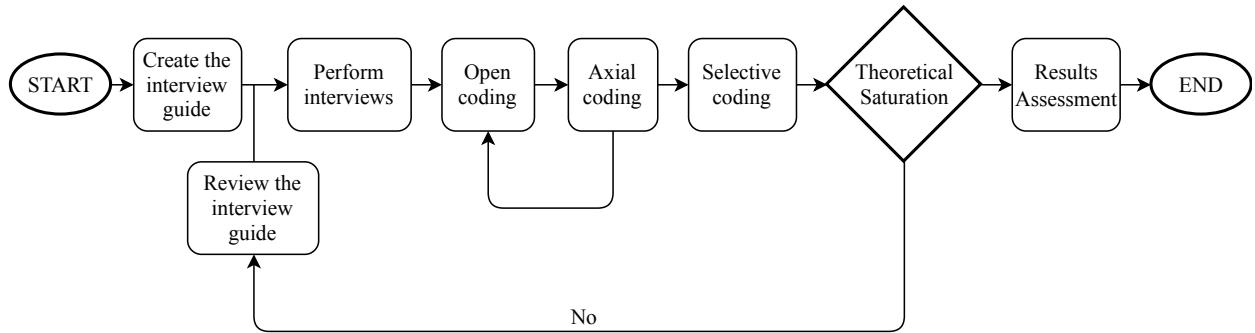 START
Create the
interview
guide
Perform
interviews
Open
coding
Axial
coding
Selective
coding
Theoretical
Saturation
Results
Assessment
END
Review the
interview
guide
No